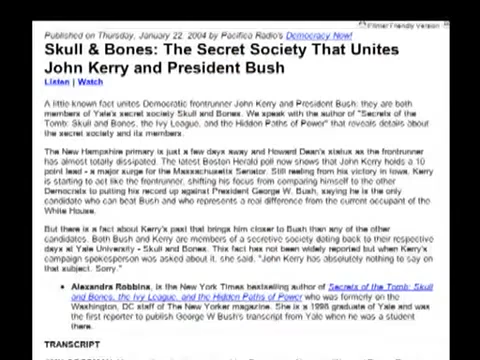 Printer Friendly Version
Published on Thursday, January 22, 2004 by Pacifica Radio's Democracy Now!
Skull & Bones: The Secret Society That Unites
John Kerry and President Bush
Listen | Watch
A little known fact unites Democratic frontrunner John Kerry and President Bush: they are both
members of Yale's secret society Skull and Bones. We speak with the author of "Secrets of the
Tomb: Skull and Bones, the Ivy League, and the Hidden Paths of Power" that reveals details about
the secret society and its members.
The New Hampshire primary is just a few days away and Howard Dean's status as the frontrunner
has almost totally dissipated. The latest Boston Herald poll now shows that John Kerry holds a 10
point lead - a major surge for the Massachusetts Senator. Still reeling from his victory in Iowa, Kerry
is starting to act like the frontrunner, shifting his focus from comparing himself to the other
Democrats to putting his record up against President George W. Bush, saying he is the only
candidate who can beat Bush and who represents a real difference from the current occupant of the
White House.
But there is a fact about Kerry's past that brings him closer to Bush than any of the other
candidates. Both Bush and Kerry are members of a secretive society dating back to their respective
days at Yale University - Skull and Bones. This fact has not been widely reported but when Kerry's
campaign spokesperson was asked about it, she said, "John Kerry has absolutely nothing to say on
that subject. Sorry."
• Alexandra Robbins, is the New York Times bestselling author of Secrets of the Tomb: Skull
and Bones, the Ivy League, and the Hidden Paths of Power who was formerly on the
Washington, DC staff of The New Yorker magazine. She is a 1998 graduate of Yale and was
the first reporter to publish George W Bush's transcript from Yale when he was a student
there.
TRANSCRIPT